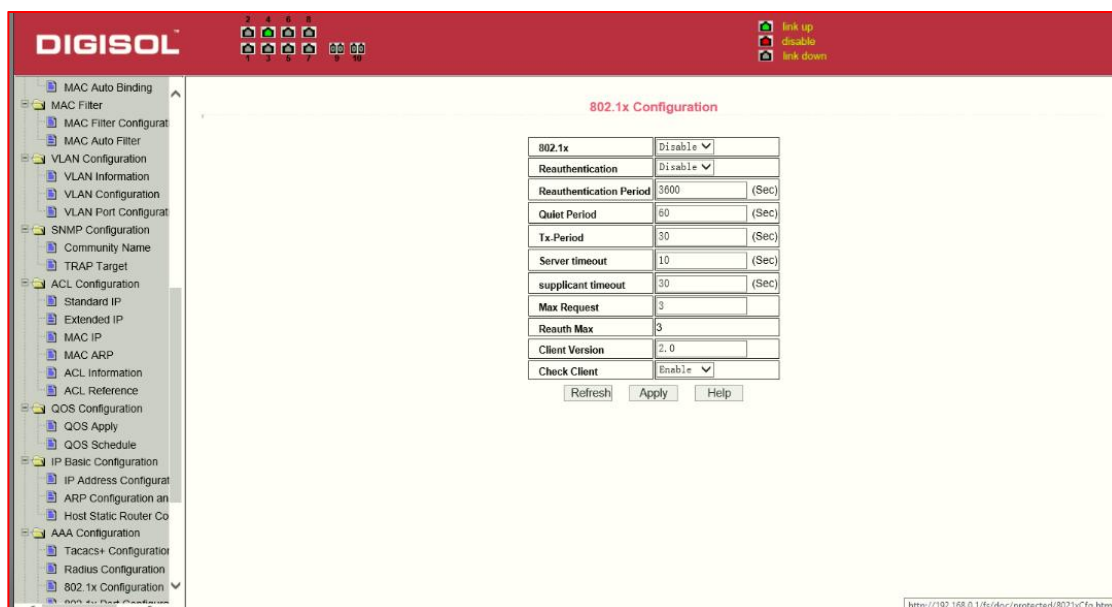 DIGISOL
2 4 6 8
1 3 5 7 9 10
link up
disable
link down
MAC Auto Binding
MAC Filter
MAC Filter Configurat
MAC Auto Filter
VLAN Configuration
VLAN Information
VLAN Configuration
VLAN Port Configurat
SNMP Configuration
Community Name
TRAP Target
ACL Configuration
Standard IP
Extended IP
MAC IP
MAC ARP
ACL Information
ACL Reference
QOS Configuration
QOS Apply
QOS Schedule
IP Basic Configuration
IP Address Configurat
ARP Configuration an
Host Static Router Co
AAA Configuration
Tacacs+ Configuration
Radius Configuration
802.1x Configuration
802.1x Port Configura
802.1x Configuration
802.1x Disable
Reauthentication Disable
Reauthentication Period 3600 (Sec)
Quiet Period 60 (Sec)
Tx-Period 30 (Sec)
Server timeout 10 (Sec)
supplicant timeout 30 (Sec)
Max Request 3
Reauth Max 3
Client Version 2.0
Check Client Enable
Refresh Apply Help
http://192.168.0.1/fs/doc/protected/8021xCfg.htm